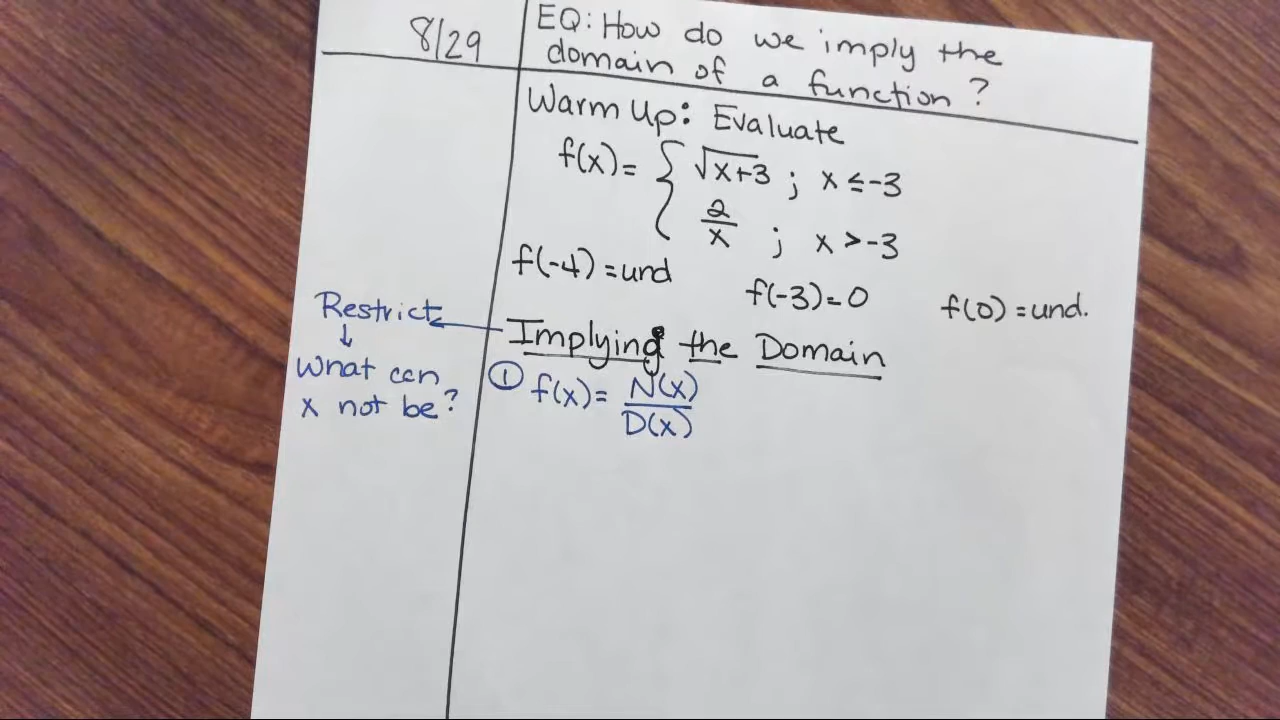 8/29
EQ: How do we imply the
domain of a function?
Warm Up: Evaluate
f(x) = { √x+3 ; x ≤ -3
2/x ; x > -3
f(-4) = und
f(-3) = 0
f(0) = und.
Restrict
↓
What can
x not be?
Implying the Domain
① f(x) = N(x)/D(x)